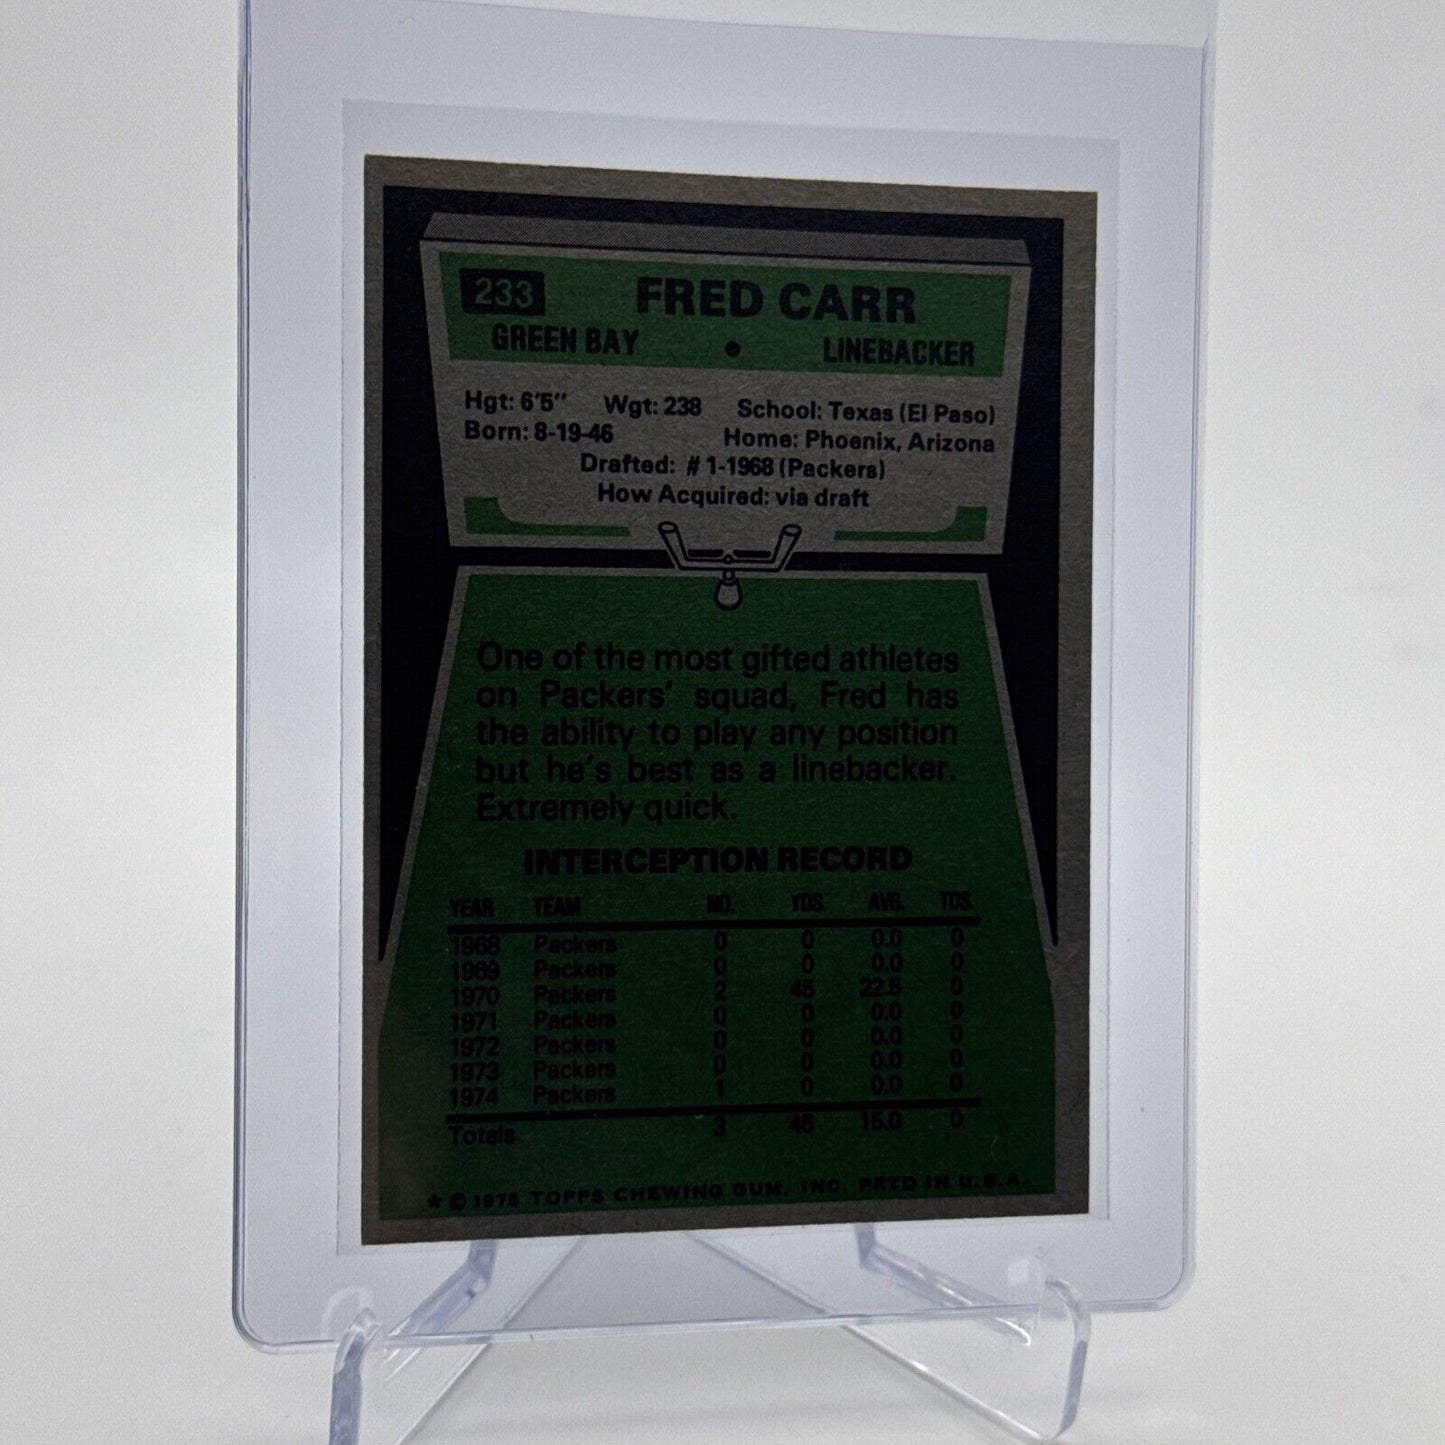 233 FRED CARR
GREEN BAY • LINEBACKER
Hgt: 6'5" Wgt: 238 School: Texas (El Paso)
Born: 8-19-46 Home: Phoenix, Arizona
Drafted: #1-1968 (Packers)
How Acquired: via draft
One of the most gifted athletes
on Packers' squad, Fred has
the ability to play any position
but he's best as a linebacker.
Extremely quick.
INTERCEPTION RECORD
YEAR TEAM NO. YDS. AVG. TDS.
1968 Packers 0 0 0.0 0
1969 Packers 0 0 0.0 0
1970 Packers 2 45 22.5 0
1971 Packers 0 0 0.0 0
1972 Packers 0 0 0.0 0
1973 Packers 0 0 0.0 0
1974 Packers 1 0 0.0 0
Totals 3 45 15.0 0
* © 1975 TOPPS CHEWING GUM, INC. PRTD IN U.S.A.